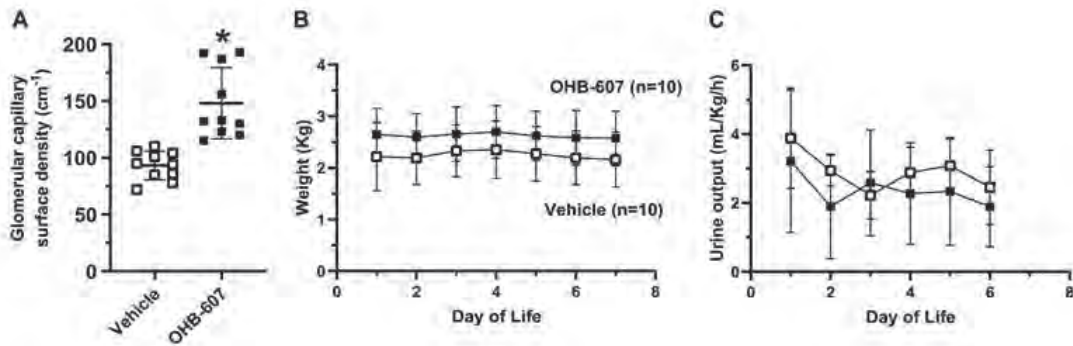 A
Glomerular capillary
surface density (cm⁻¹)
200
150
100
50
0
*
Vehicle
OHB-607
B
Weight (Kg)
4
3
2
1
0
OHB-607 (n=10)
Vehicle (n=10)
0 2 4 6 8
Day of Life
C
Urine output (mL/Kg/h)
6
4
2
0
0 2 4 6 8
Day of Life